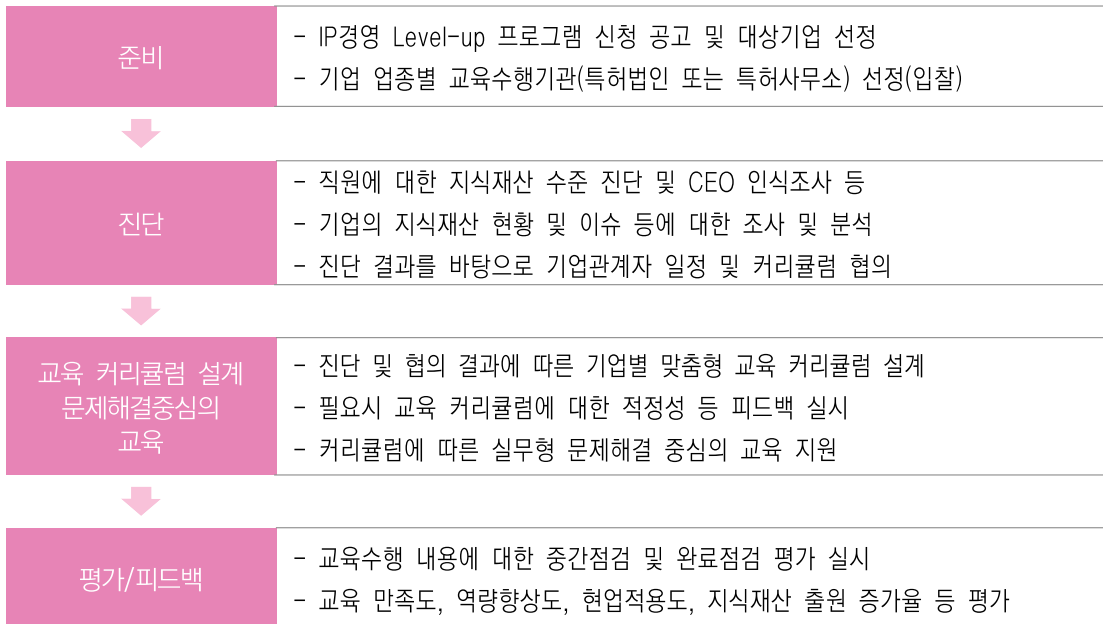 준비
- IP경영 Level-up 프로그램 신청 공고 및 대상기업 선정
- 기업 업종별 교육수행기관(특허법인 또는 특허사무소) 선정(입찰)
진단
- 직원에 대한 지식재산 수준 진단 및 CEO 인식조사 등
- 기업의 지식재산 현황 및 이슈 등에 대한 조사 및 분석
- 진단 결과를 바탕으로 기업관계자 일정 및 커리큘럼 협의
교육 커리큘럼 설계
문제해결중심의
교육
- 진단 및 협의 결과에 따른 기업별 맞춤형 교육 커리큘럼 설계
- 필요시 교육 커리큘럼에 대한 적정성 등 피드백 실시
- 커리큘럼에 따른 실무형 문제해결 중심의 교육 지원
평가/피드백
- 교육수행 내용에 대한 중간점검 및 완료점검 평가 실시
- 교육 만족도, 역량향상도, 현업적용도, 지식재산 출원 증가율 등 평가